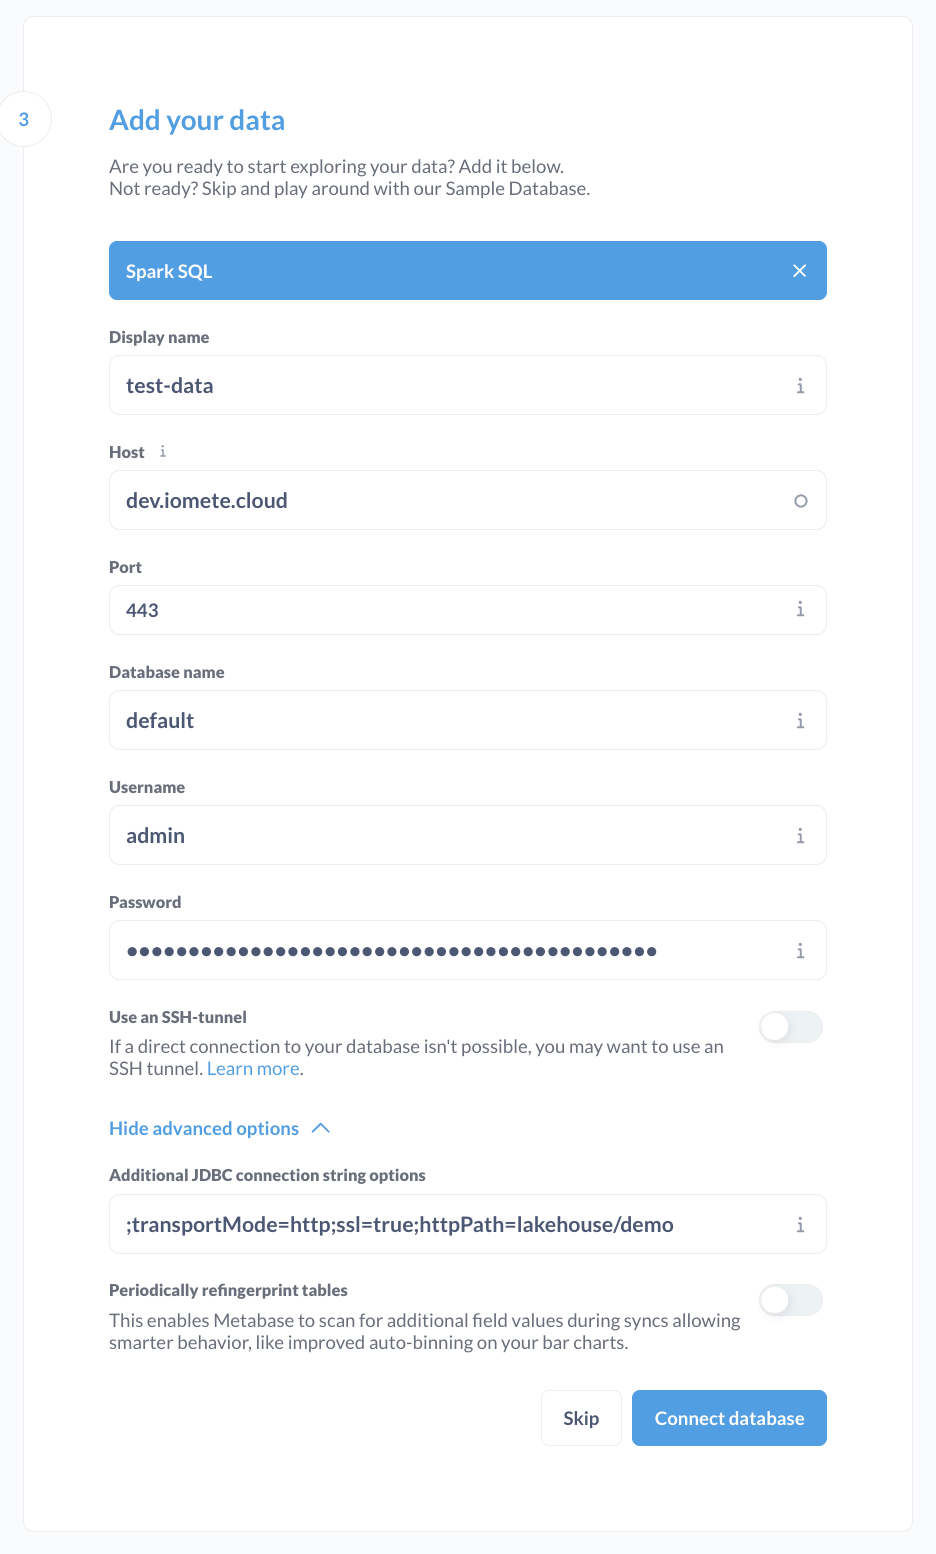 3
Add your data
Are you ready to start exploring your data? Add it below.
Not ready? Skip and play around with our Sample Database.
Spark SQL
Display name
test-data
Host
dev.iomete.cloud
Port
443
Database name
default
Username
admin
Password
●●●●●●●●●●●●●●●●●●●●●●●●●●●●●●●●●●●●●●●●●●●
Use an SSH-tunnel
If a direct connection to your database isn't possible, you may want to use an
SSH tunnel. Learn more.
Hide advanced options
Additional JDBC connection string options
;transportMode=http;ssl=true;httpPath=lakehouse/demo
Periodically refingerprint tables
This enables Metabase to scan for additional field values during syncs allowing
smarter behavior, like improved auto-binning on your bar charts.
Skip
Connect database